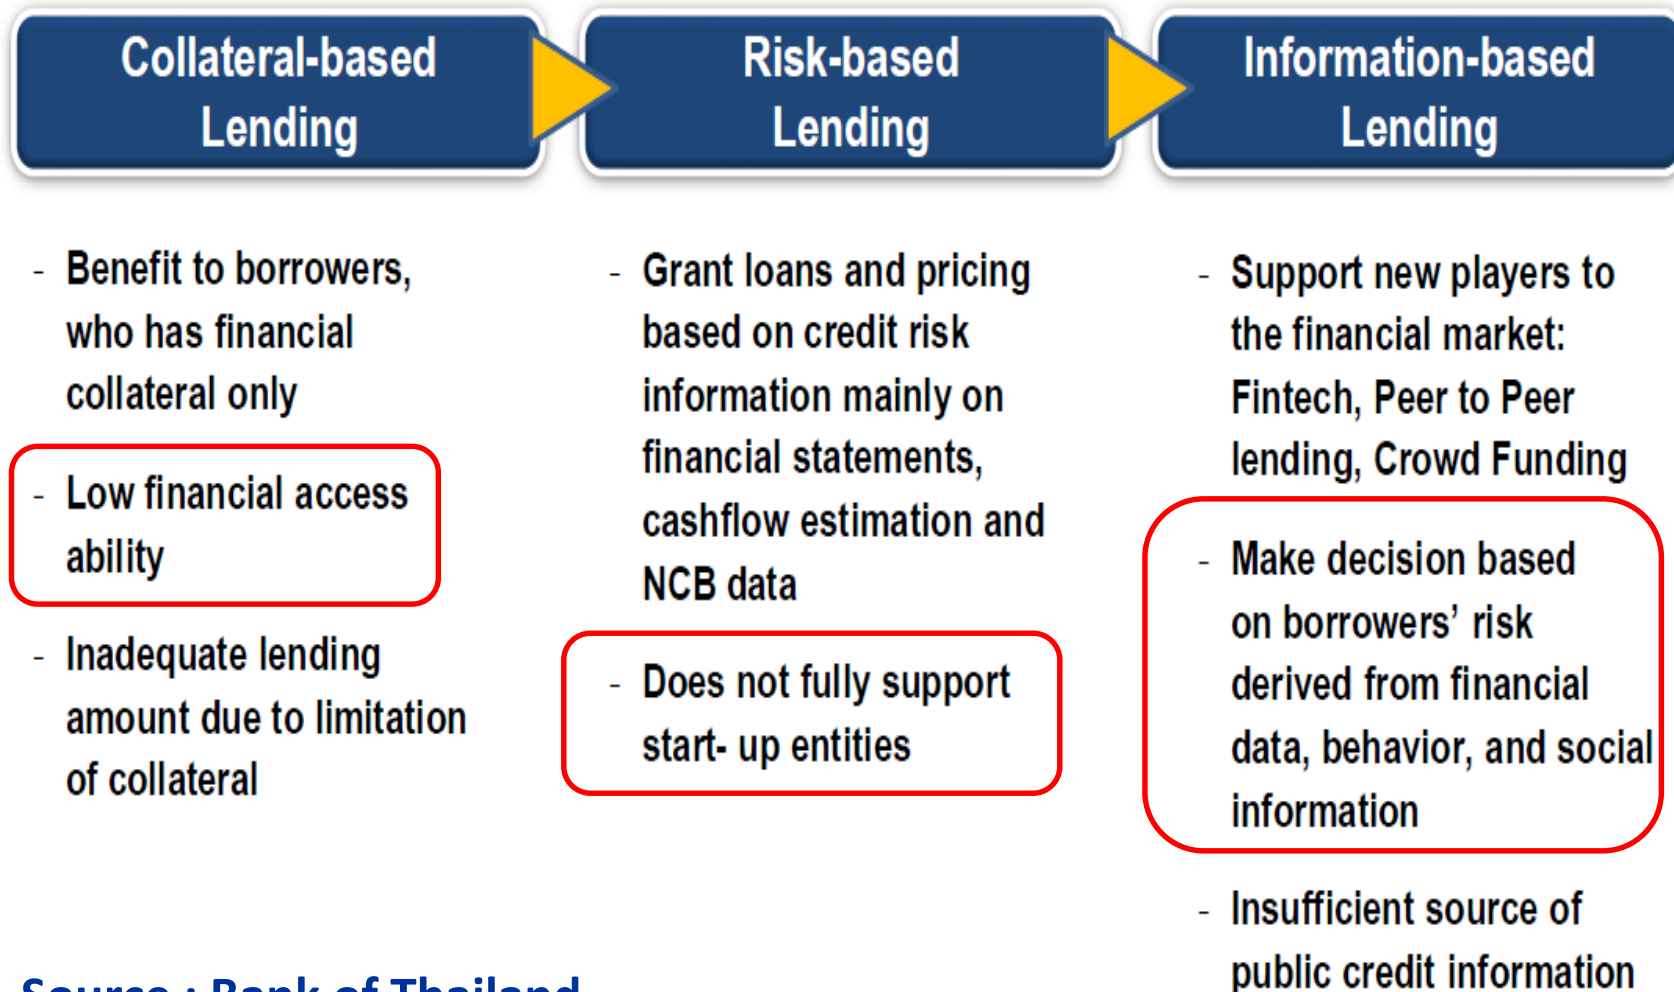 Collateral-based
Lending
Risk-based
Lending
Information-based
Lending
- Benefit to borrowers,
who has financial
collateral only
- Low financial access
ability
- Inadequate lending
amount due to limitation
of collateral
- Grant loans and pricing
based on credit risk
information mainly on
financial statements,
cashflow estimation and
NCB data
- Does not fully support
start- up entities
- Support new players to
the financial market:
Fintech, Peer to Peer
lending, Crowd Funding
- Make decision based
on borrowers’ risk
derived from financial
data, behavior, and social
information
- Insufficient source of
public credit information
Source : Bank of Thailand